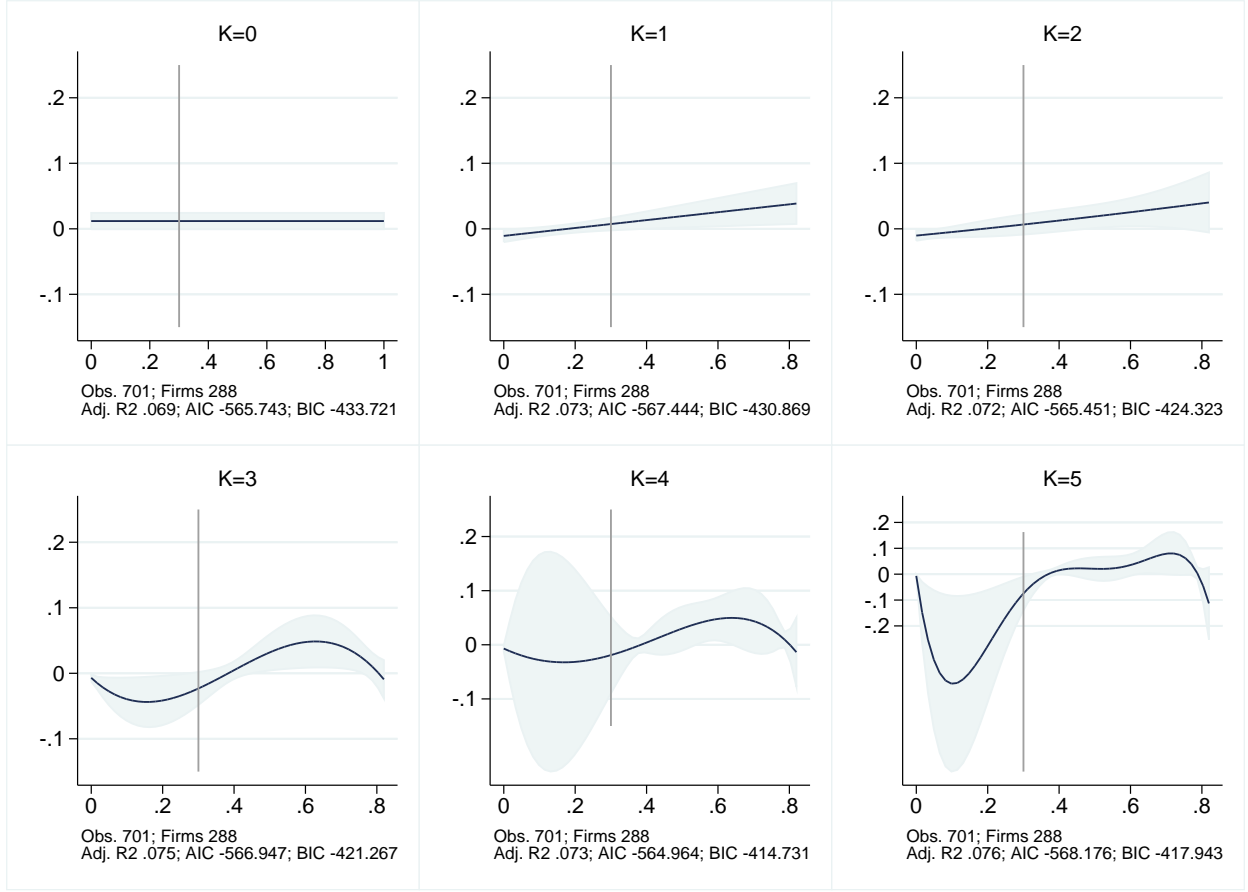 K=0
.2
.1
0
-.1
0 .2 .4 .6 .8 1
Obs. 701; Firms 288
Adj. R2 .069; AIC -565.743; BIC -433.721
K=1
.2
.1
0
-.1
0 .2 .4 .6 .8
Obs. 701; Firms 288
Adj. R2 .073; AIC -567.444; BIC -430.869
K=2
.2
.1
0
-.1
0 .2 .4 .6 .8
Obs. 701; Firms 288
Adj. R2 .072; AIC -565.451; BIC -424.323
K=3
.2
.1
0
-.1
0 .2 .4 .6 .8
Obs. 701; Firms 288
Adj. R2 .075; AIC -566.947; BIC -421.267
K=4
.2
.1
0
-.1
0 .2 .4 .6 .8
Obs. 701; Firms 288
Adj. R2 .073; AIC -564.964; BIC -414.731
K=5
.2
.1
0
-.1
-.2
0 .2 .4 .6 .8
Obs. 701; Firms 288
Adj. R2 .076; AIC -568.176; BIC -417.943